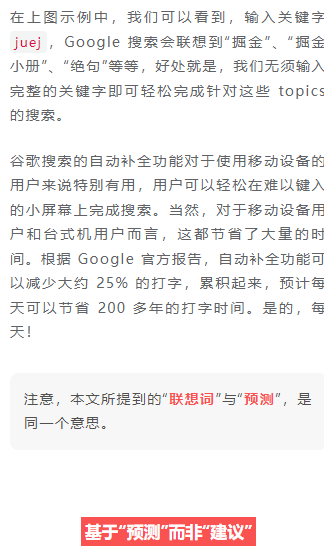 在上图示例中，我们可以看到，输入关键字
juej，Google 搜索会联想到“掘金”、“掘金
小册”、“绝句”等等，好处就是，我们无须输入
完整的关键字即可轻松完成针对这些 topics
的搜索。
谷歌搜索的自动补全功能对于使用移动设备的
用户来说特别有用，用户可以轻松在难以键入
的小屏幕上完成搜索。当然，对于移动设备用
户和台式机用户而言，这都节省了大量的时
间。根据 Google 官方报告，自动补全功能可
以减少大约 25% 的打字，累积起来，预计每
天可以节省 200 多年的打字时间。是的，每
天！
注意，本文所提到的“联想词”与“预测”，是
同一个意思。
基于“预测”而非“建议”